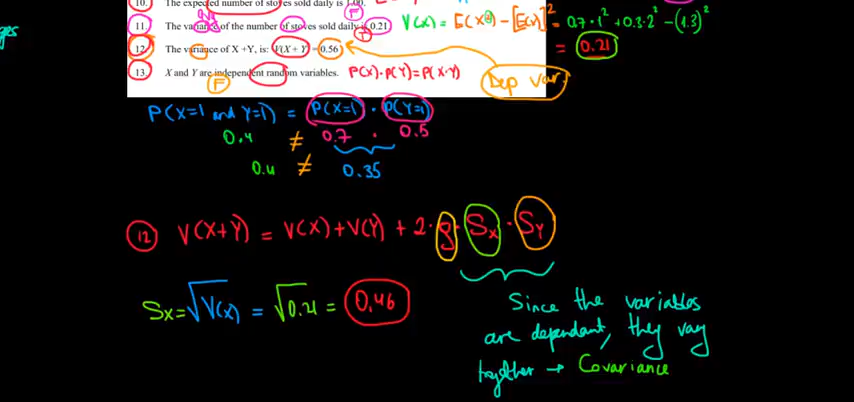 10. The expected number of stoves sold daily is 1.00. F
V(X) = E(X²) - [E(x)]² = 0.7 · 1² + 0.3 · 2² - (1.3)²
11. The variance of the number of stoves sold daily is 0.21 T
= 0.21
12. The variance of X +Y, is: V(X + Y) = 0.56
13. X and Y are independent random variables. P(X) · P(Y) = P(X·Y)
F
Dep var.
P(X=1 and Y=1) = P(X=1) · P(Y=1)
0.4 ≠ 0.7 · 0.5
0.4 ≠ 0.35
12 V(X+Y) = V(X) + V(Y) + 2 · g · Sx · Sy
Sx = √V(x) = √0.21 = 0,46
Since the variables
are dependant, they vary
together → Covariance